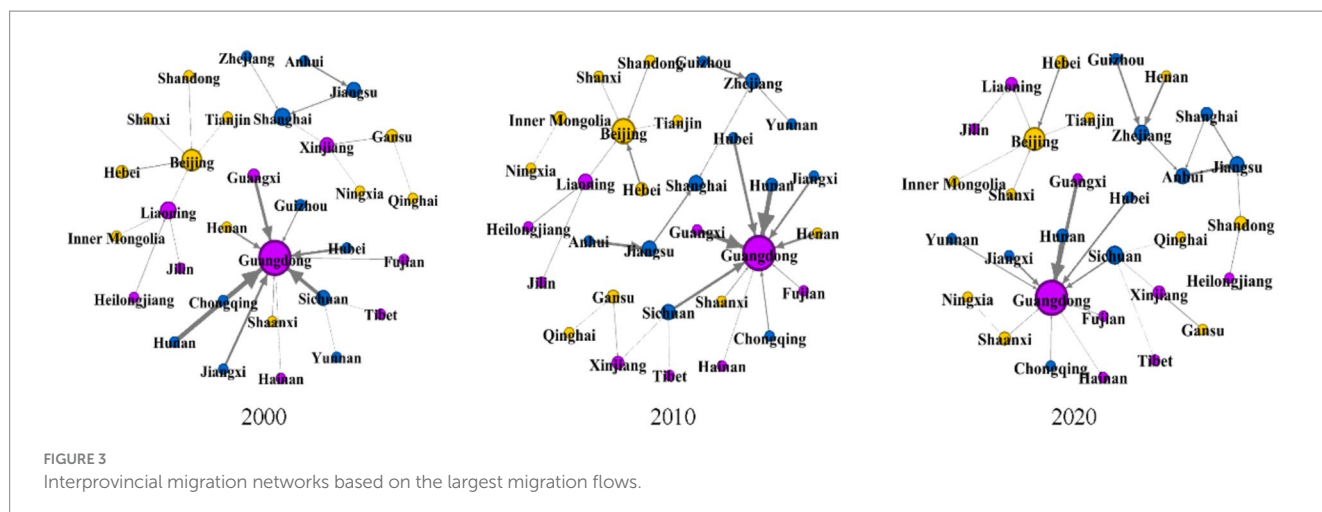 Zhejiang
Anhui
Shandong
Jiangsu
Shanxi
Tianjin
Shanghai
Gansu
Xinjiang
Beijing
Hebei
Guangxi
Ningxia
Qinghai
Guizhou
Liaoning
Henan
Inner Mongolia
Hubei
Guangdong
Fujian
Jilin
Heilongjiang
Chongqing
Sichuan
Tibet
Shaanxi
Hunan
Yunnan
Jiangxi
Hainan
2000
Shandong
Guizhou
Shanxi
Zhejiang
Inner Mongolia
Tianjin
Beijing
Yunnan
Hubei
Ningxia
Liaoning
Hebei
Shanghai
Hunan
Jiangxi
Heilongjiang
Guangxi
Anhui
Henan
Jiangsu
Guangdong
Jilin
Gansu
Shaanxi
Fujian
Sichuan
Qinghai
Chongqing
Xinjiang
Tibet
Hainan
2010
Hebei
Guizhou
Liaoning
Henan
Shanghai
Tianjin
Jilin
Beijing
Zhejiang
Jiangsu
Anhui
Inner Mongolia
Shanxi
Guangxi
Hubei
Shandong
Yunnan
Hunan
Qinghai
Jiangxi
Sichuan
Heilongjiang
Ningxia
Guangdong
Xinjiang
Fujian
Gansu
Shaanxi
Chongqing
Tibet
Hainan
2020
FIGURE 3
Interprovincial migration networks based on the largest migration flows.